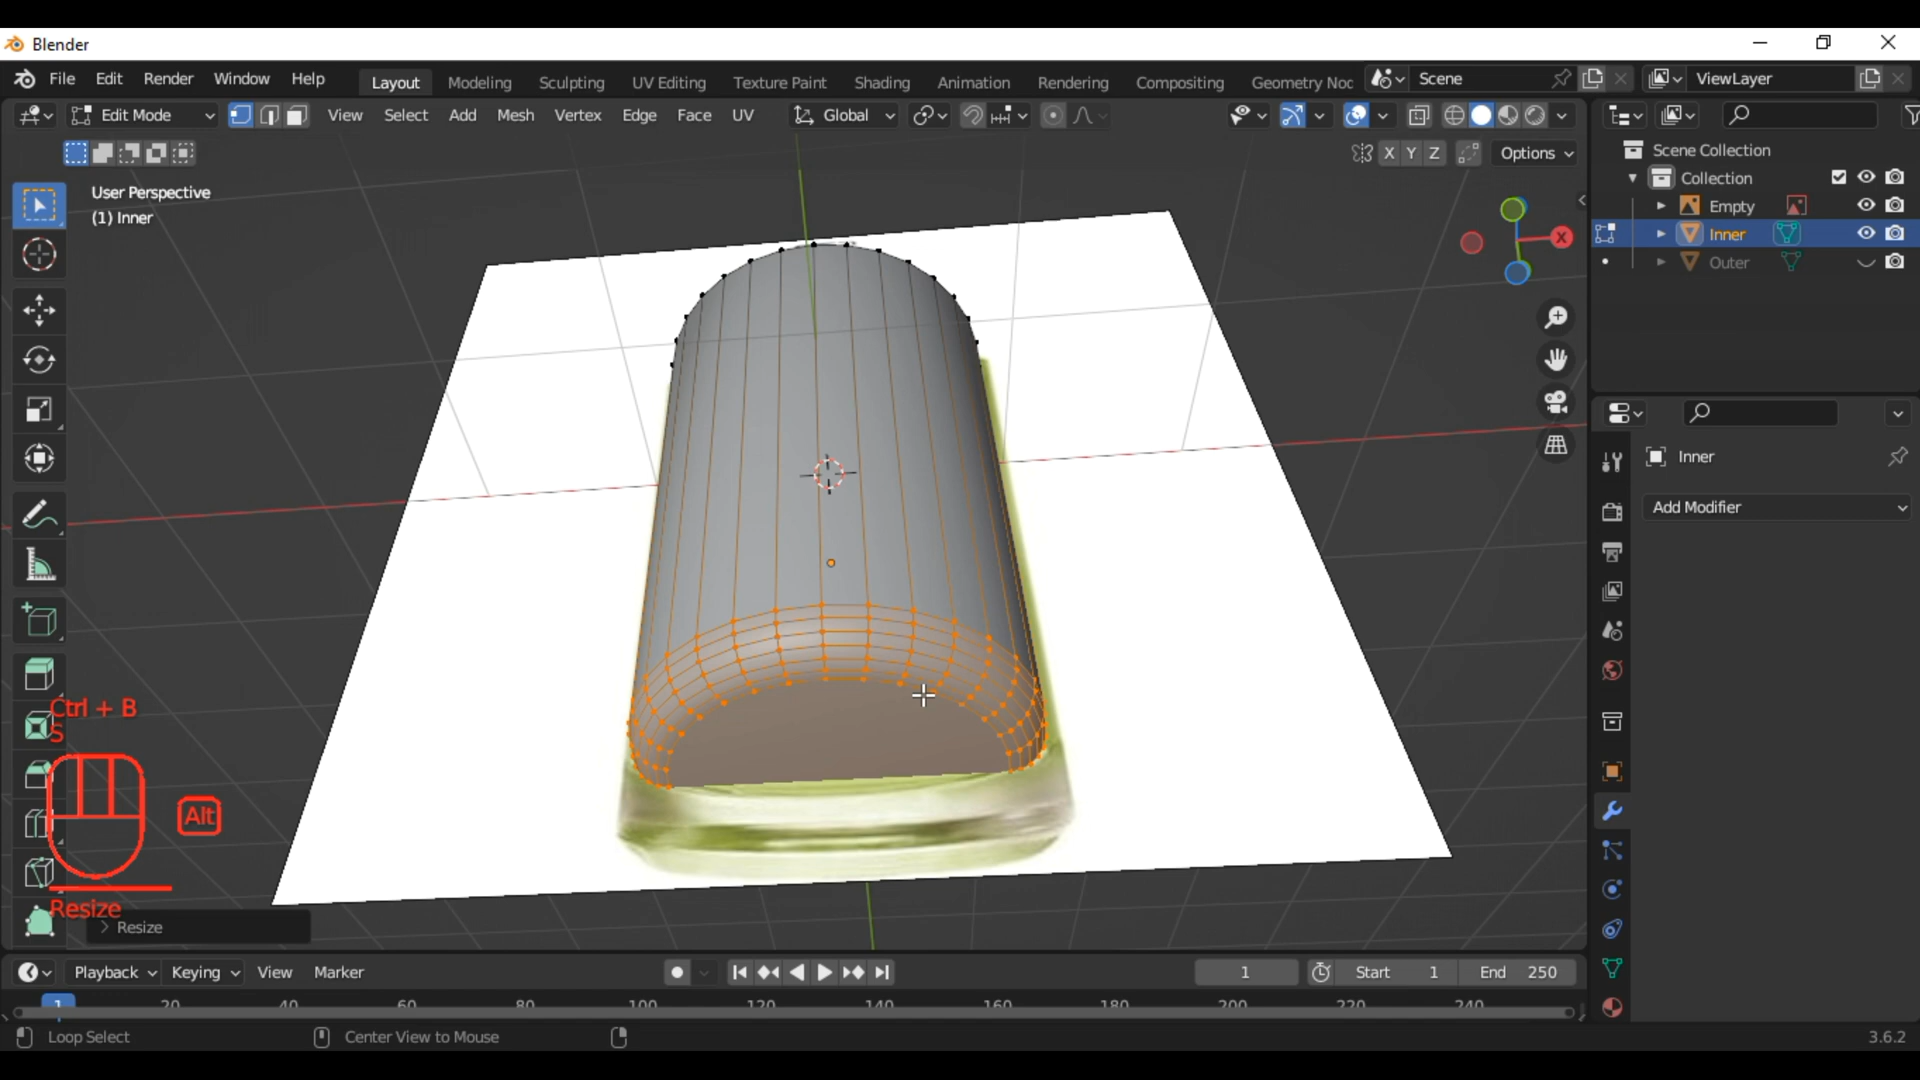 Blender
File Edit Render Window Help Layout Modeling Sculpting UV Editing Texture Paint Shading Animation Rendering Compositing Geometry Noc Scene ViewLayer
Edit Mode View Select Add Mesh Vertex Edge Face UV Global
X Y Z Options
User Perspective
(1) Inner
X
Scene Collection
Collection
Empty
Inner
Outer
Inner
Add Modifier
Ctrl + B
S
Alt
Resize
Resize
Playback Keying View Marker 1 Start 1 End 250
1 20 40 60 80 100 120 140 160 180 200 220 240
Loop Select Center View to Mouse 3.6.2